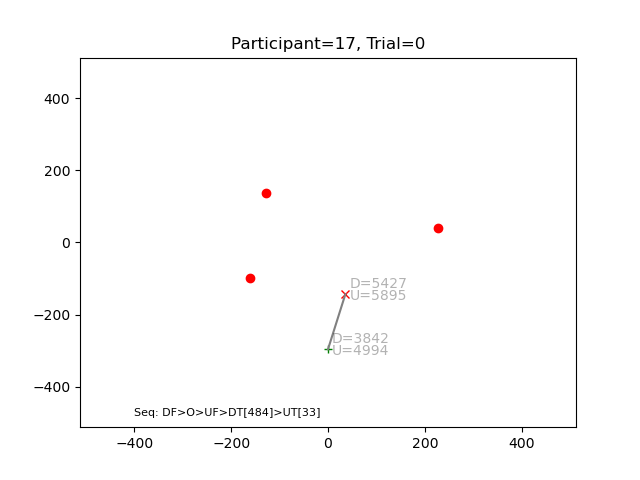 Participant=17, Trial=0
400
200
0
−200
−400
D=5427
U=5895
D=3842
U=4994
Seq: DF>O>UF>DT[484]>UT[33]
−400 −200 0 200 400